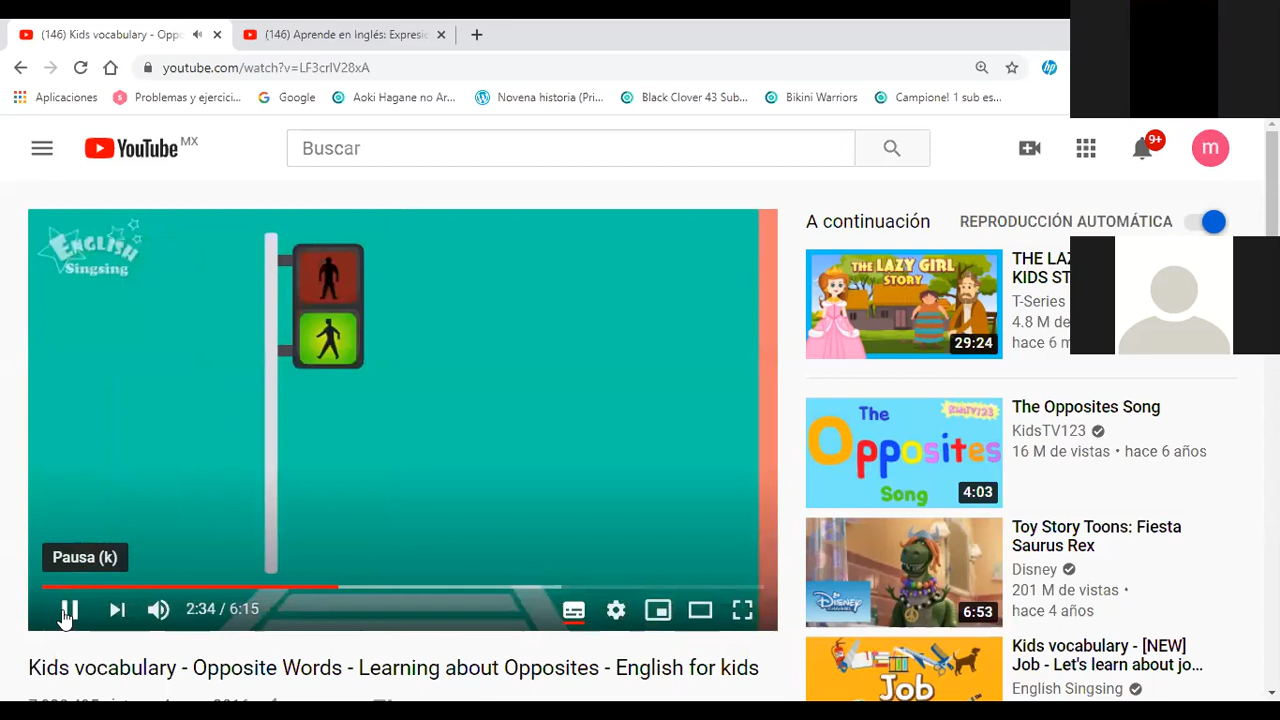 (146) Kids vocabulary - Oppo
(146) Aprende en Inglés: Expresic
youtube.com/watch?v=LF3crIV28xA
Aplicaciones
Problemas y ejercici...
Google
Aoki Hagane no Ar...
Novena historia (Pri...
Black Clover 43 Sub...
Bikini Warriors
Campione! 1 sub es...
YouTube MX
Buscar
9+
m
ENGLISH
Singsing
Pausa (k)
2:34 / 6:15
Kids vocabulary - Opposite Words - Learning about Opposites - English for kids
A continuación
REPRODUCCIÓN AUTOMÁTICA
THE LAZY GIRL
STORY
29:24
THE LAZ
KIDS ST
T-Series
4.8 M de
hace 6 m
The
Opposites
Song
KidsTV123
4:03
The Opposites Song
KidsTV123
16 M de vistas • hace 6 años
Disney
6:53
Toy Story Toons: Fiesta
Saurus Rex
Disney
201 M de vistas •
hace 4 años
Job
Kids vocabulary - [NEW]
Job - Let's learn about jo...
English Singsing